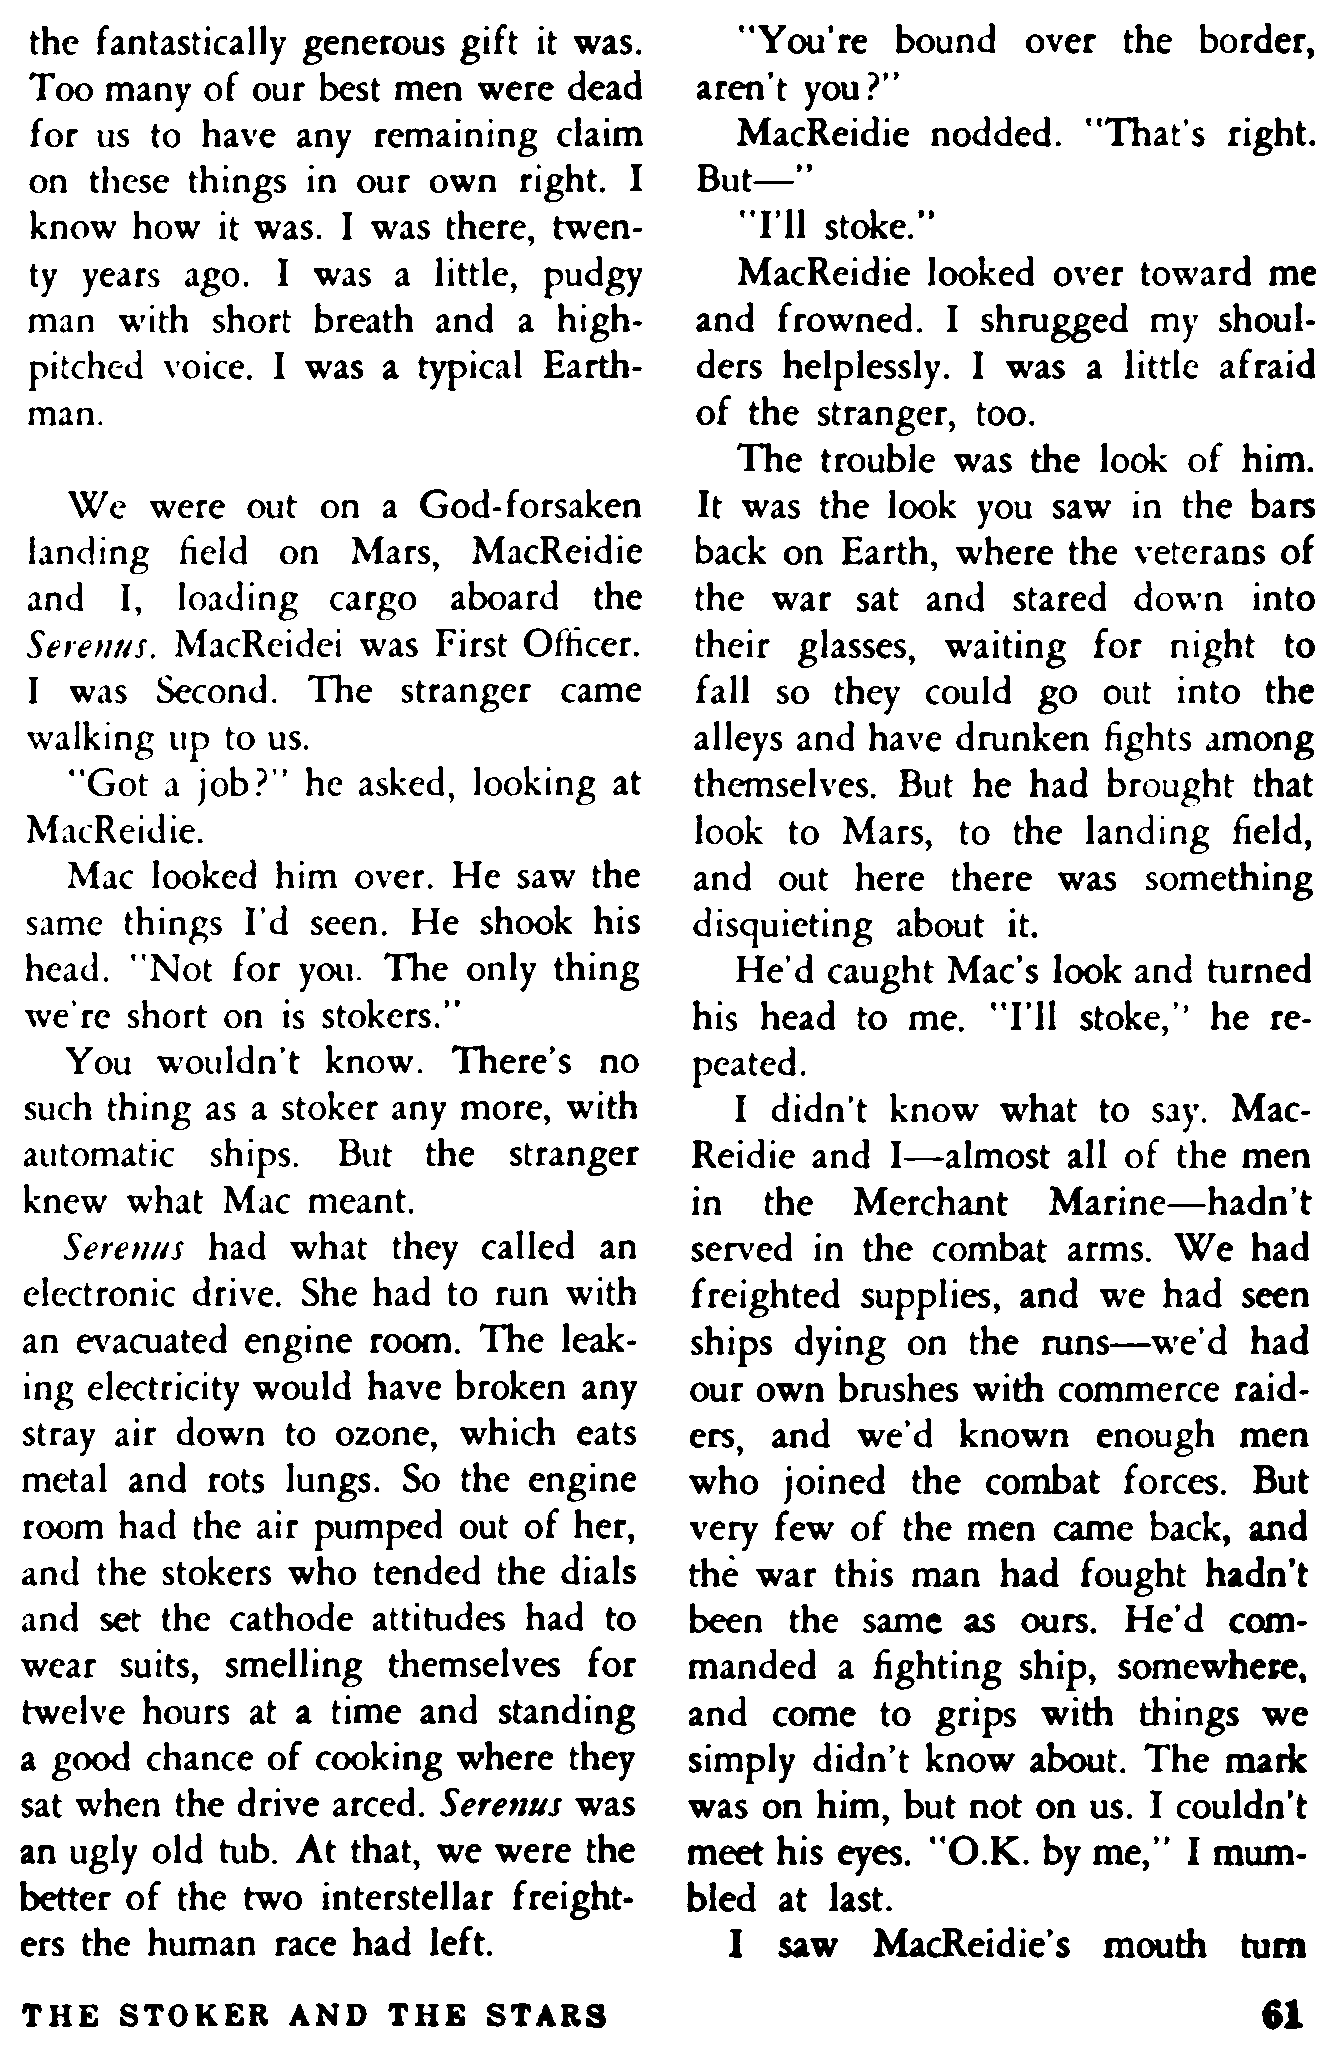 the fantastically generous gift it was.
Too many of our best men were dead
for us to have any remaining claim
on these things in our own right. I
know how it was. I was there, twen-
ty years ago. I was a little, pudgy
man with short breath and a high-
pitched voice. I was a typical Earth-
man.
We were out on a God-forsaken
landing field on Mars, MacReidie
and I, loading cargo aboard the
Serenus. MacReidei was First Officer.
I was Second. The stranger came
walking up to us.
"Got a job?" he asked, looking at
MacReidie.
Mac looked him over. He saw the
same things I'd seen. He shook his
head. "Not for you. The only thing
we're short on is stokers."
You wouldn't know. There's no
such thing as a stoker any more, with
automatic ships. But the stranger
knew what Mac meant.
Serenus had what they called an
electronic drive. She had to run with
an evacuated engine room. The leak-
ing electricity would have broken any
stray air down to ozone, which eats
metal and rots lungs. So the engine
room had the air pumped out of her,
and the stokers who tended the dials
and set the cathode attitudes had to
wear suits, smelling themselves for
twelve hours at a time and standing
a good chance of cooking where they
sat when the drive arced. Serenus was
an ugly old tub. At that, we were the
better of the two interstellar freight-
ers the human race had left.
"You're bound over the border,
aren't you?"
MacReidie nodded. "That's right.
But—"
"I'll stoke."
MacReidie looked over toward me
and frowned. I shrugged my shoul-
ders helplessly. I was a little afraid
of the stranger, too.
The trouble was the look of him.
It was the look you saw in the bars
back on Earth, where the veterans of
the war sat and stared down into
their glasses, waiting for night to
fall so they could go out into the
alleys and have drunken fights among
themselves. But he had brought that
look to Mars, to the landing field,
and out here there was something
disquieting about it.
He'd caught Mac's look and turned
his head to me. "I'll stoke," he re-
peated.
I didn't know what to say. Mac-
Reidie and I—almost all of the men
in the Merchant Marine—hadn't
served in the combat arms. We had
freighted supplies, and we had seen
ships dying on the runs—we'd had
our own brushes with commerce raid-
ers, and we'd known enough men
who joined the combat forces. But
very few of the men came back, and
the war this man had fought hadn't
been the same as ours. He'd com-
manded a fighting ship, somewhere,
and come to grips with things we
simply didn't know about. The mark
was on him, but not on us. I couldn't
meet his eyes. "O.K. by me," I mum-
bled at last.
I saw MacReidie's mouth turn
THE STOKER AND THE STARS
61